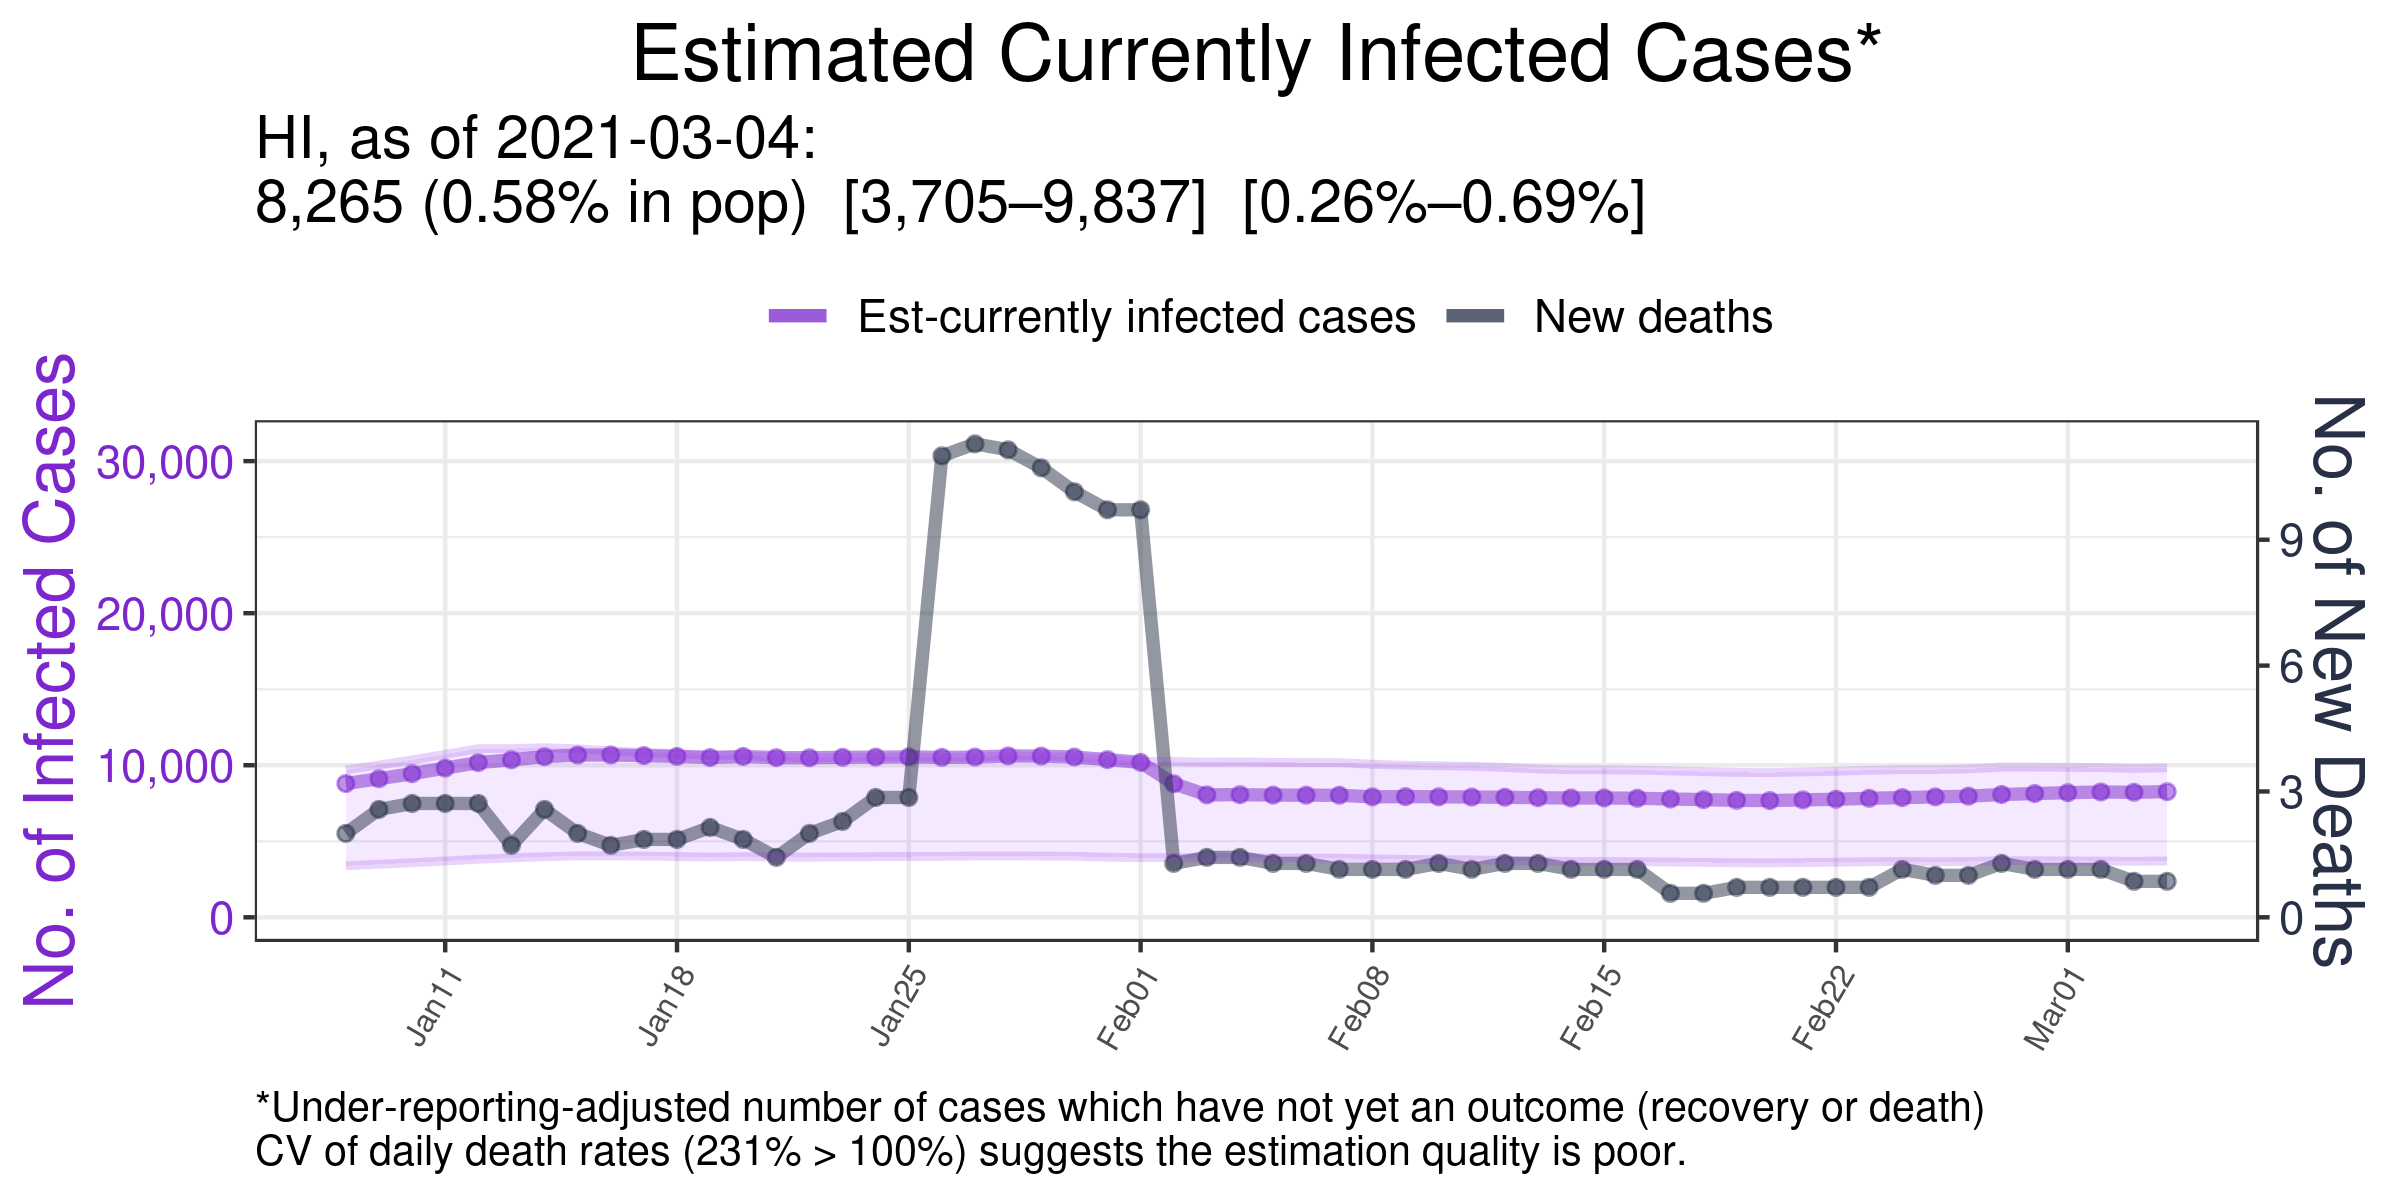 Estimated Currently Infected Cases*
HI, as of 2021-03-04:
8,265 (0.58% in pop) [3,705–9,837] [0.26%–0.69%]
Est-currently infected cases
New deaths
No. of Infected Cases
30,000
20,000
10,000
0
No. of New Deaths
9
6
3
0
Jan11
Jan18
Jan25
Feb01
Feb08
Feb15
Feb22
Mar01
*Under-reporting-adjusted number of cases which have not yet an outcome (recovery or death)
CV of daily death rates (231% > 100%) suggests the estimation quality is poor.